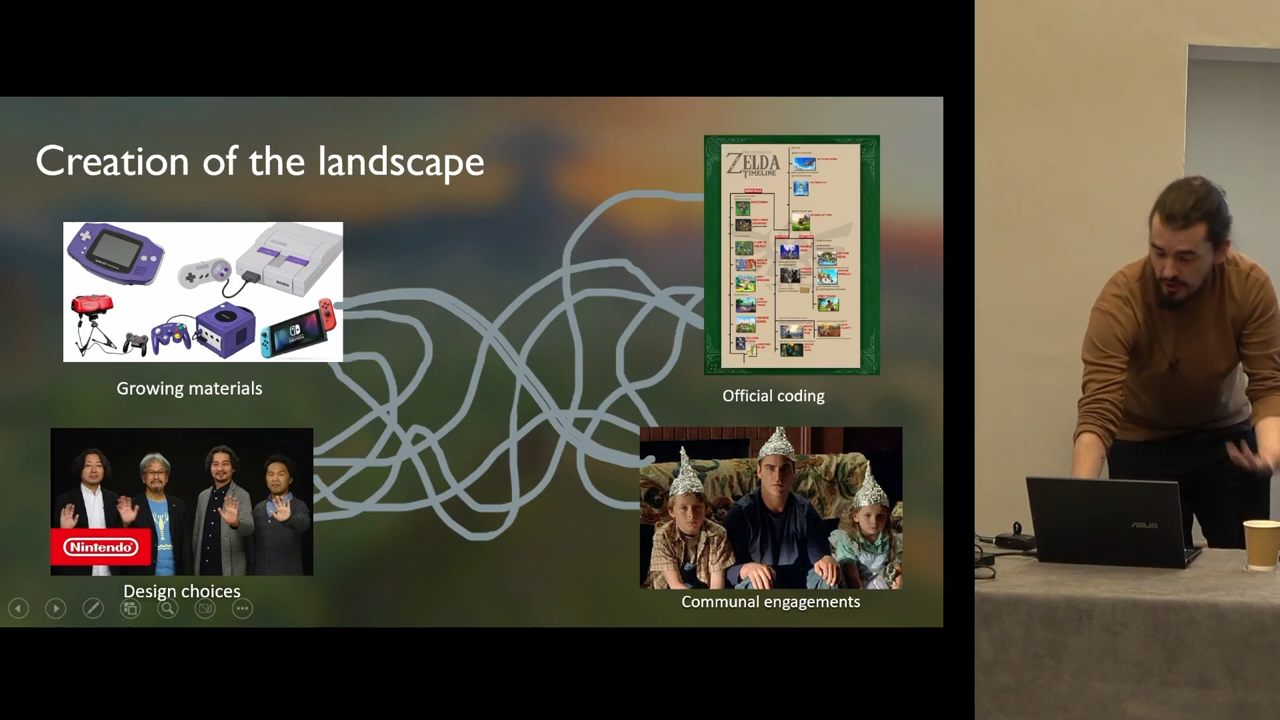 Creation of the landscape
ZELDA
TIMELINE
Growing materials
Official coding
Nintendo
Design choices
Communal engagements
ASUS